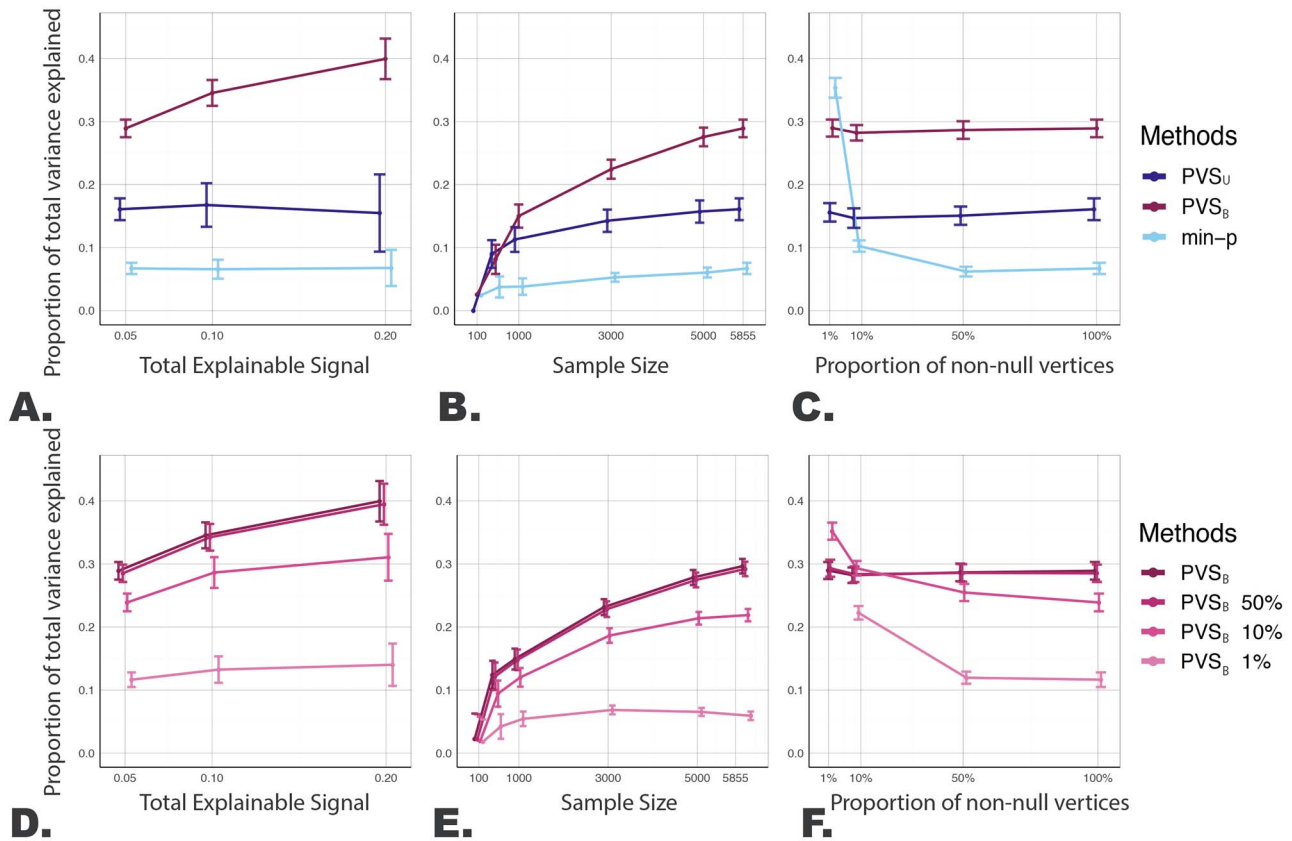 Proportion of total variance explained
0.4
0.3
0.2
0.1
0.0
0.05 0.10 0.20
Total Explainable Signal
A.
0.4
0.3
0.2
0.1
0.0
100 1000 3000 5000 5855
Sample Size
B.
0.4
0.3
0.2
0.1
0.0
1% 10% 50% 100%
Proportion of non-null vertices
C.
Methods
PVSU
PVSB
min–p
Proportion of total variance explained
0.4
0.3
0.2
0.1
0.0
0.05 0.10 0.20
Total Explainable Signal
D.
0.4
0.3
0.2
0.1
0.0
100 1000 3000 5000 5855
Sample Size
E.
0.4
0.3
0.2
0.1
0.0
1% 10% 50% 100%
Proportion of non-null vertices
F.
Methods
PVSB
PVSB 50%
PVSB 10%
PVSB 1%